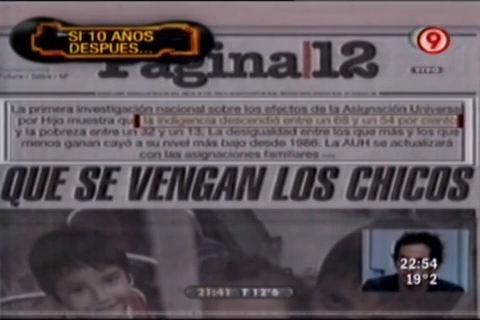 SI 10 AÑOS
DESPUES...
9
VIVO
Página|12
La primera investigación nacional sobre los efectos de la Asignación Universal
por Hijo muestra que la indigencia descendió entre un 68 y un 54 por ciento
y la pobreza entre un 32 y un 13. La desigualdad entre los que más y los que
menos ganan cayó a su nivel más bajo desde 1986. La AUH se actualizará
con las asignaciones familiares ...
QUE SE VENGAN LOS CHICOS
22:54
19°2
21:41 T 12°6